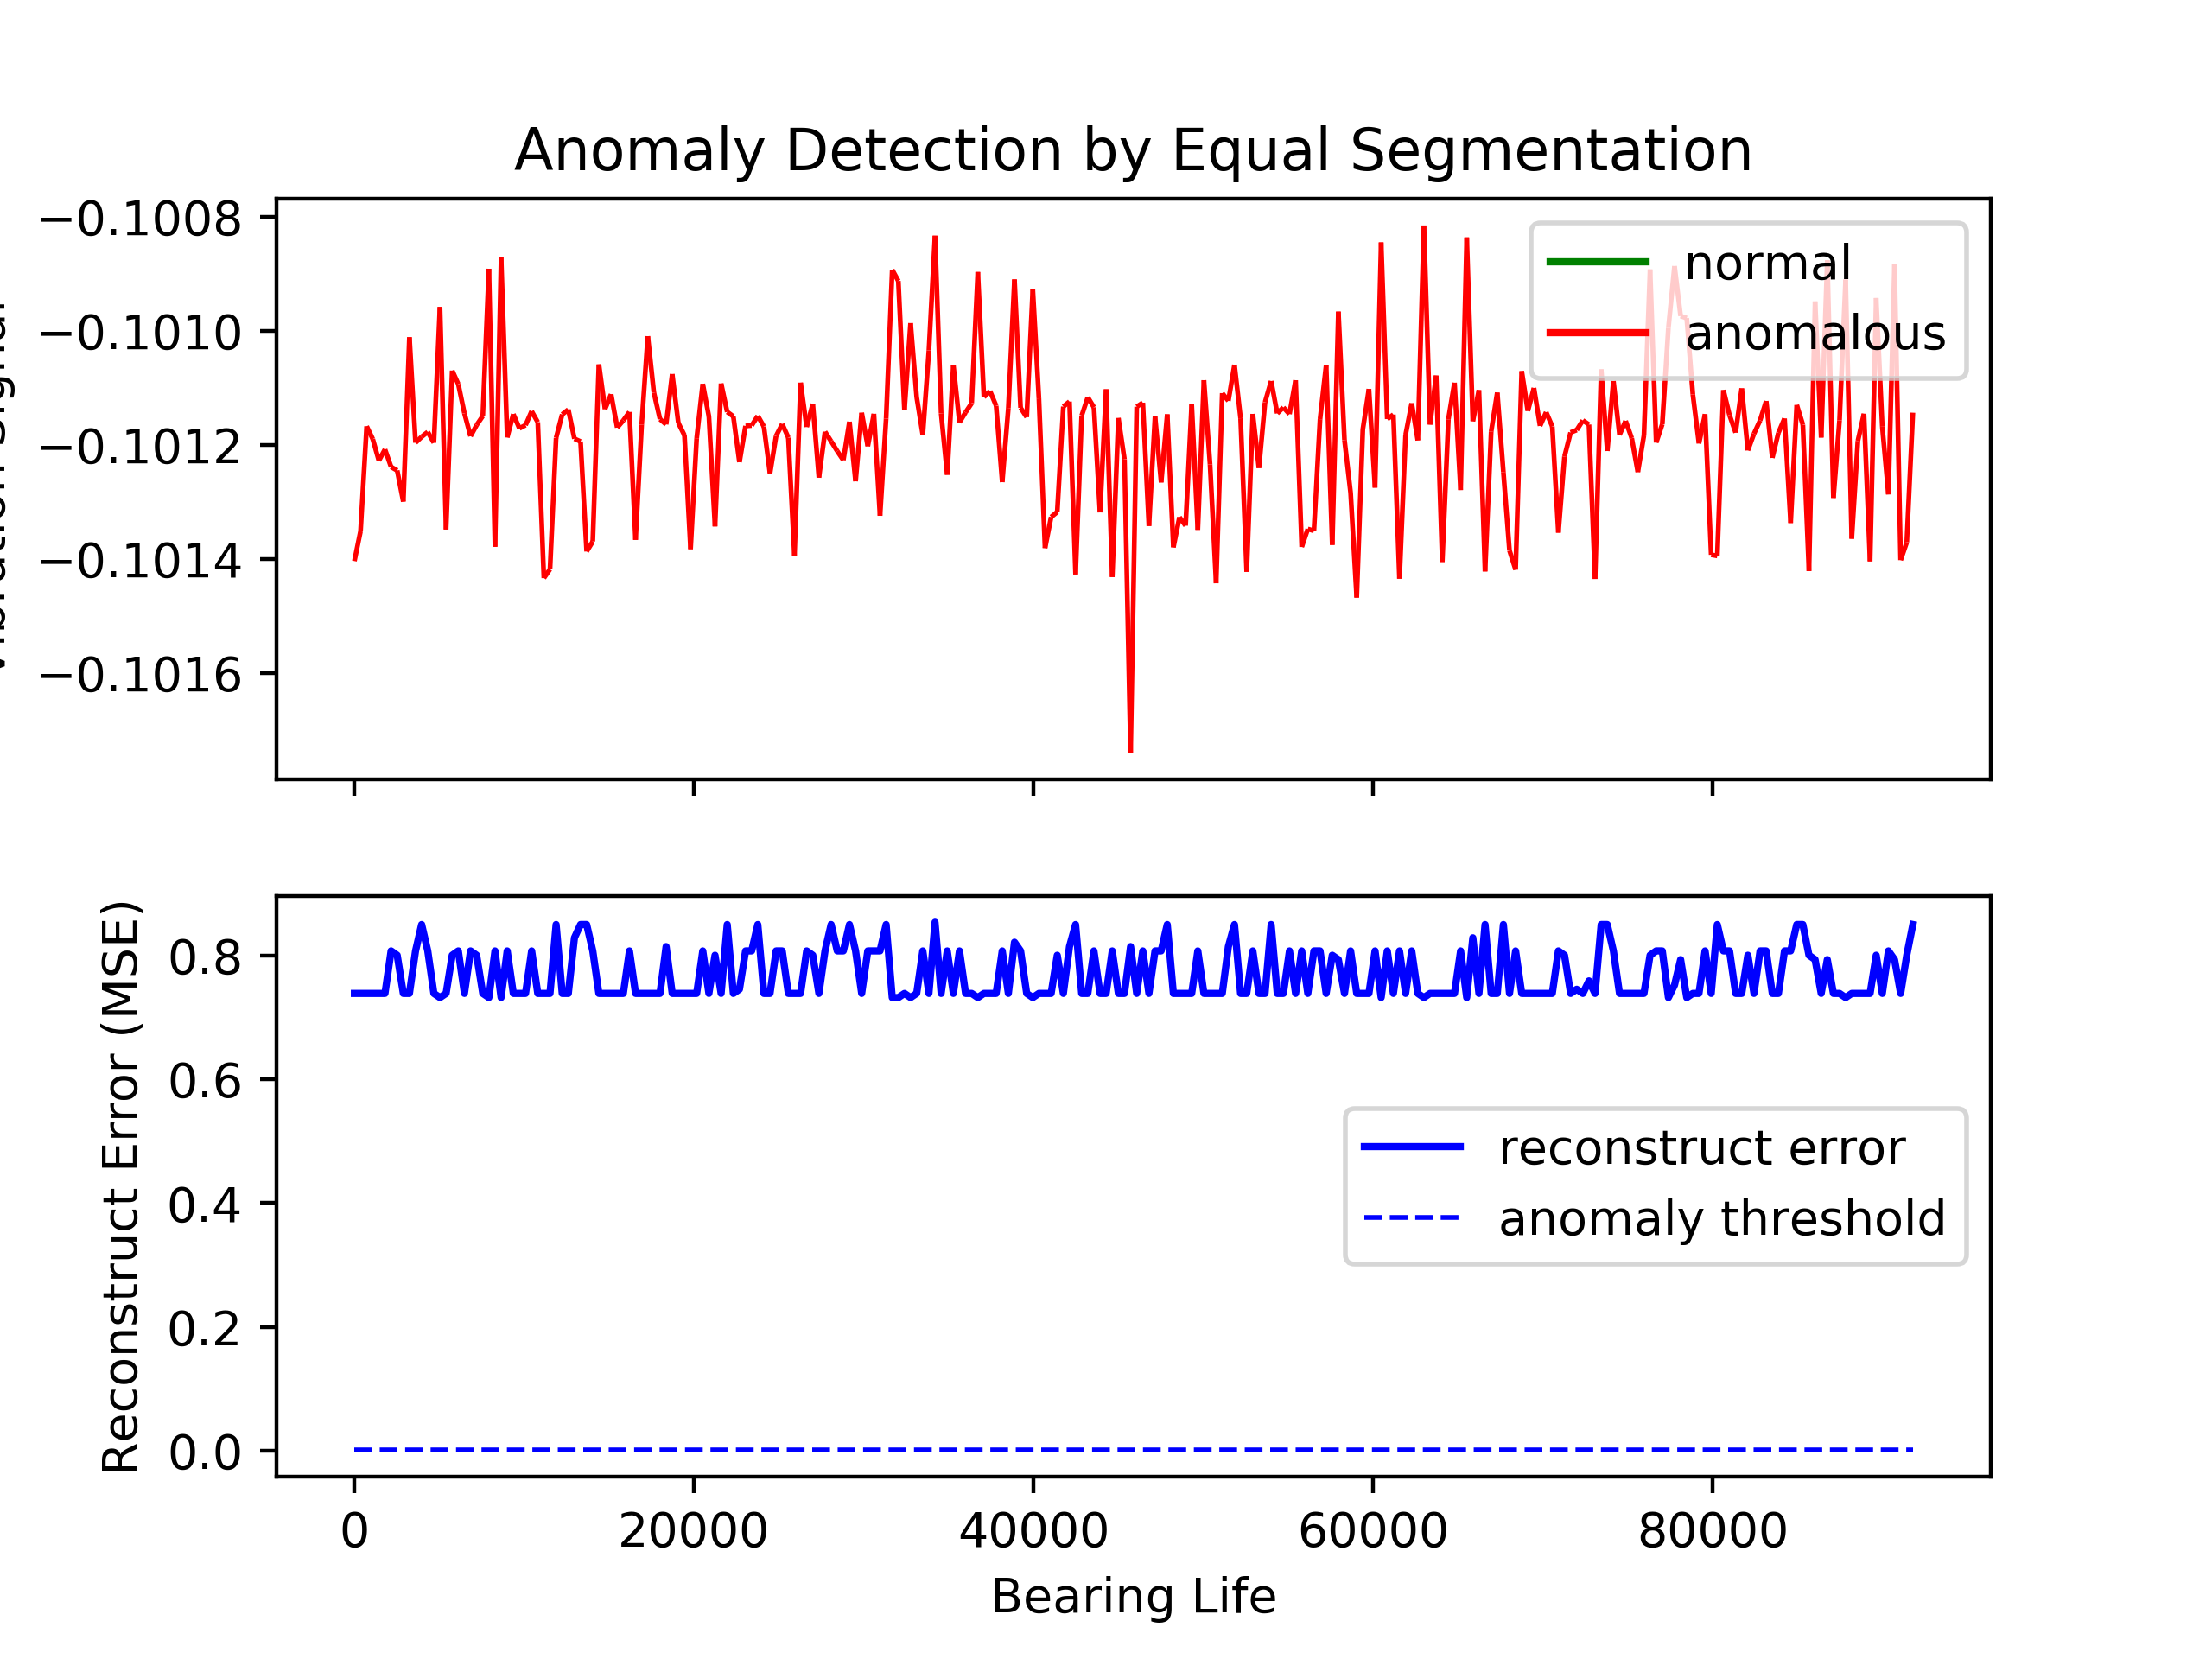 Anomaly Detection by Equal Segmentation
−0.1008
−0.1010
−0.1012
−0.1014
−0.1016
normal
anomalous
Reconstruct Error (MSE)
0.8
0.6
0.4
0.2
0.0
reconstruct error
anomaly threshold
0 20000 40000 60000 80000
Bearing Life